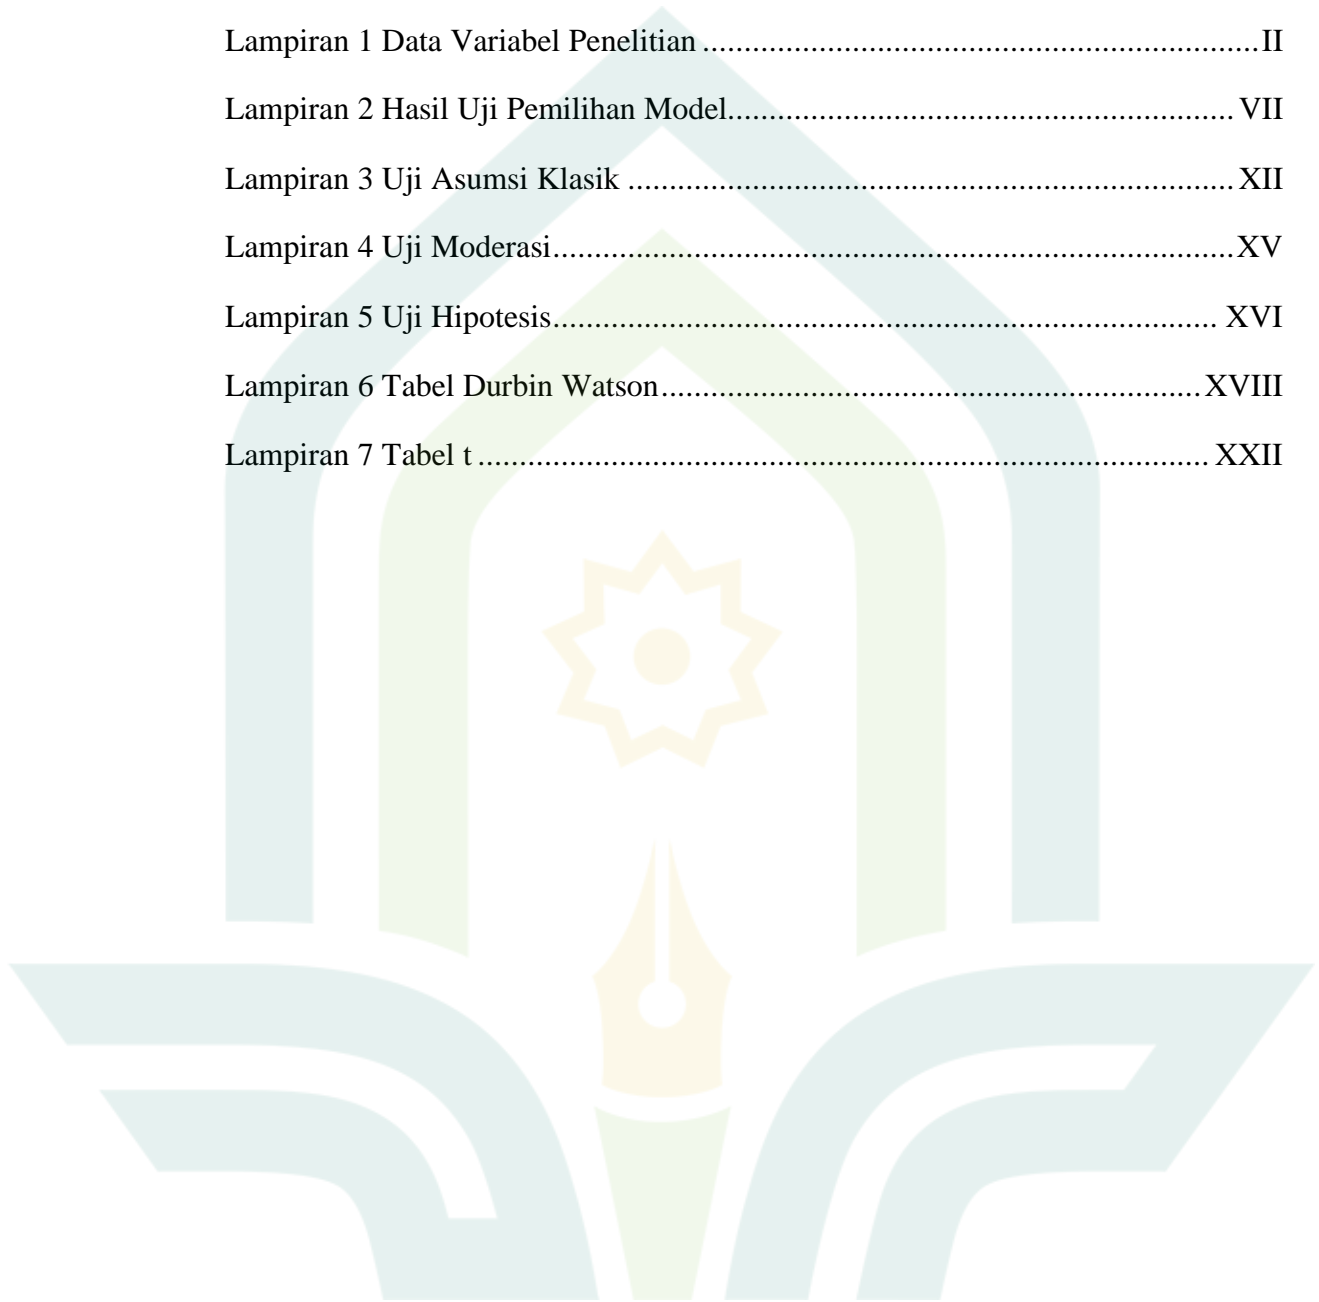 Lampiran 1 Data Variabel Penelitian....................................................................II
Lampiran 2 Hasil Uji Pemilihan Model.............................................................. VII
Lampiran 3 Uji Asumsi Klasik .......................................................................... XII
Lampiran 4 Uji Moderasi...................................................................................XV
Lampiran 5 Uji Hipotesis................................................................................. XVI
Lampiran 6 Tabel Durbin Watson..................................................................XVIII
Lampiran 7 Tabel t ......................................................................................... XXII